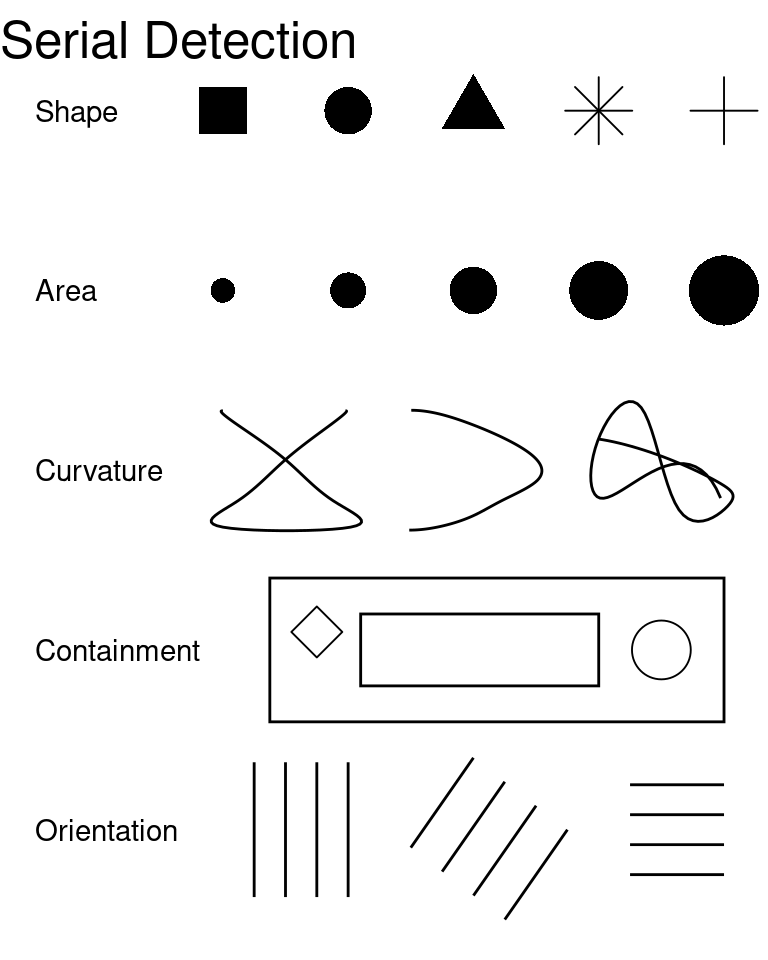 Serial Detection
Shape
Area
Curvature
Containment
Orientation